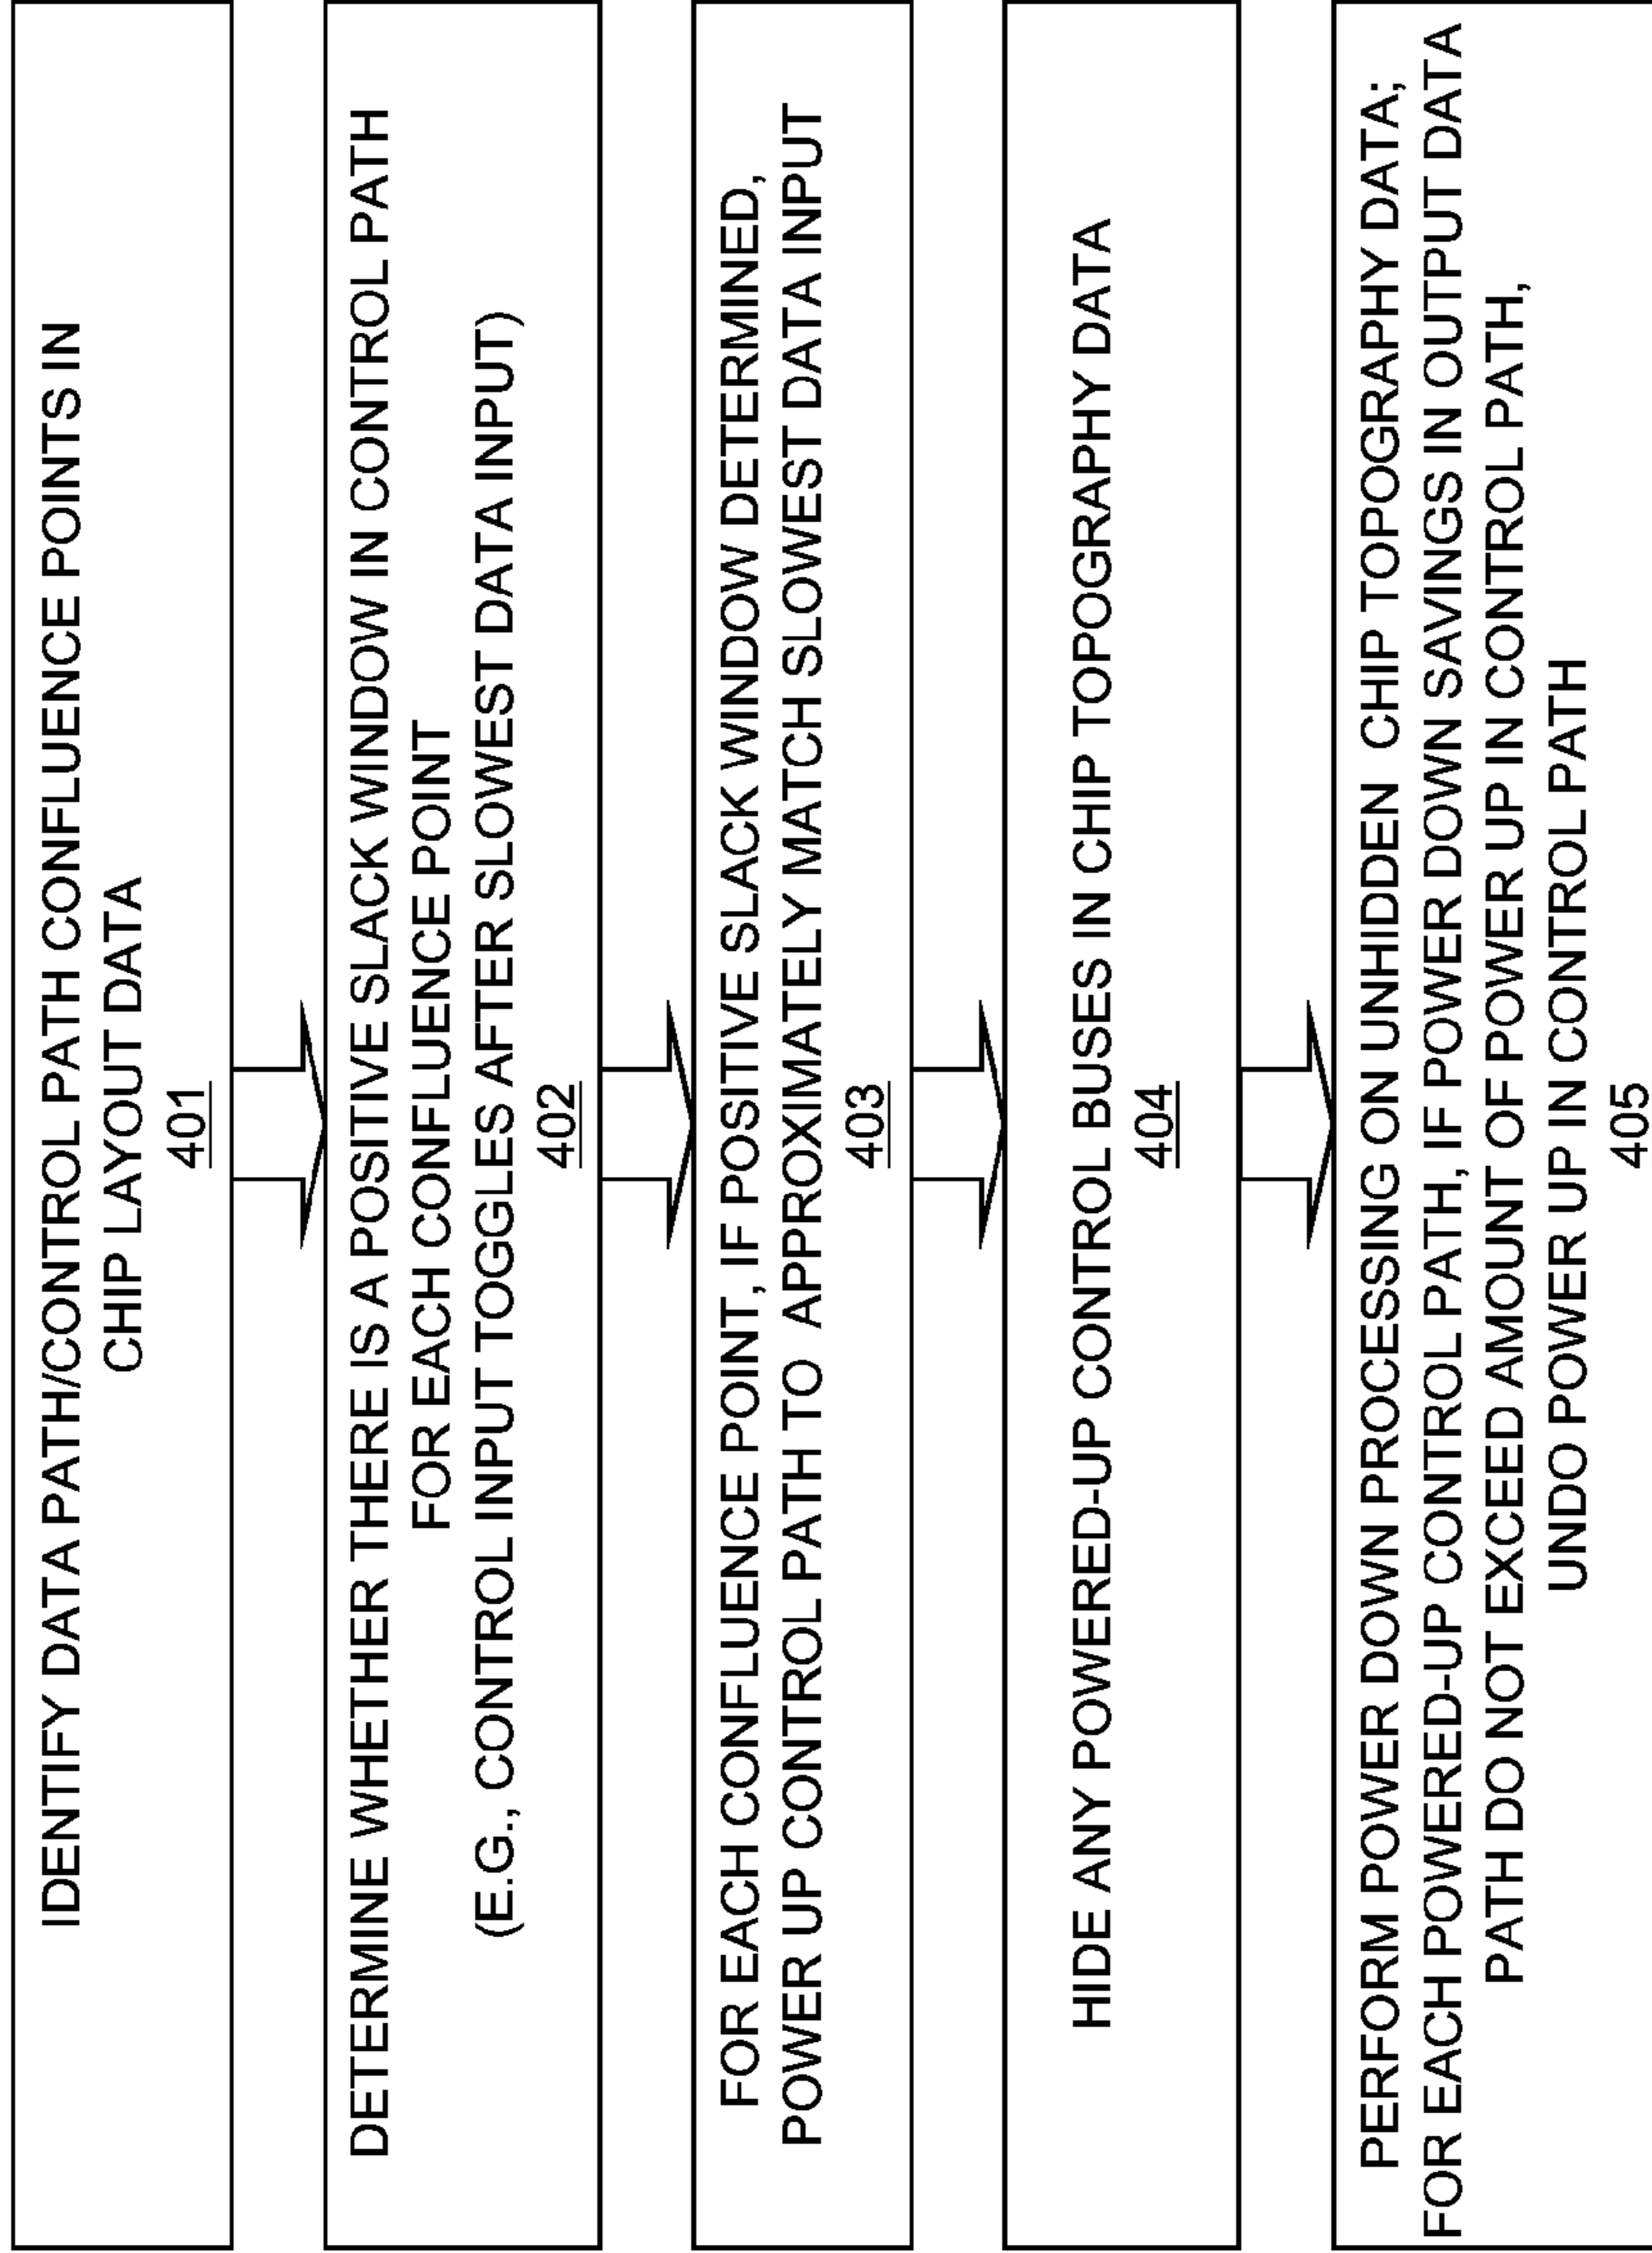 IDENTIFY DATA PATH/CONTROL PATH CONFLUENCE POINTS IN
CHIP LAYOUT DATA
401
DETERMINE WHETHER THERE IS A POSITIVE SLACK WINDOW IN CONTROL PATH
FOR EACH CONFLUENCE POINT
(E.G., CONTROL INPUT TOGGLES AFTER SLOWEST DATA INPUT)
402
FOR EACH CONFLUENCE POINT, IF POSITIVE SLACK WINDOW DETERMINED,
POWER UP CONTROL PATH TO APPROXIMATELY MATCH SLOWEST DATA INPUT
403
HIDE ANY POWERED-UP CONTROL BUSES IN CHIP TOPOGRAPHY DATA
404
PERFORM POWER DOWN PROCESSING ON UNHIDDEN CHIP TOPOGRAPHY DATA;
FOR EACH POWERED-UP CONTROL PATH, IF POWER DOWN SAVINGS IN OUTPUT DATA
PATH DO NOT EXCEED AMOUNT OF POWER UP IN CONTROL PATH,
UNDO POWER UP IN CONTROL PATH
405